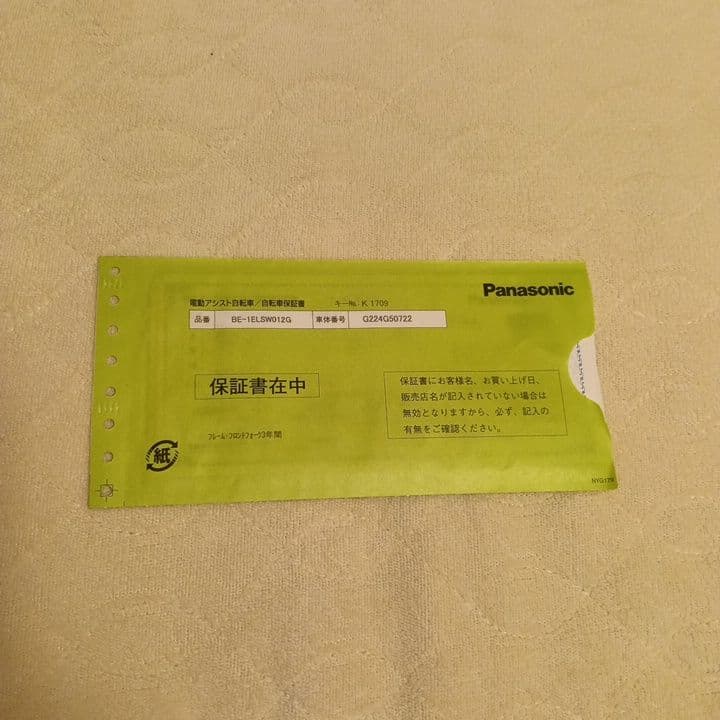 Panasonic
電動アシスト自転車／自転車保証書 キーNo. K 1709
品番 BE-1ELSW012G 車体番号 G224G50722
保証書在中
フレーム・フロントフォーク3年間
保証書にお客様名、お買い上げ日、
販売店名が記入されていない場合は
無効となりますから、必ず、記入の
有無をご確認ください。
紙
NYG179